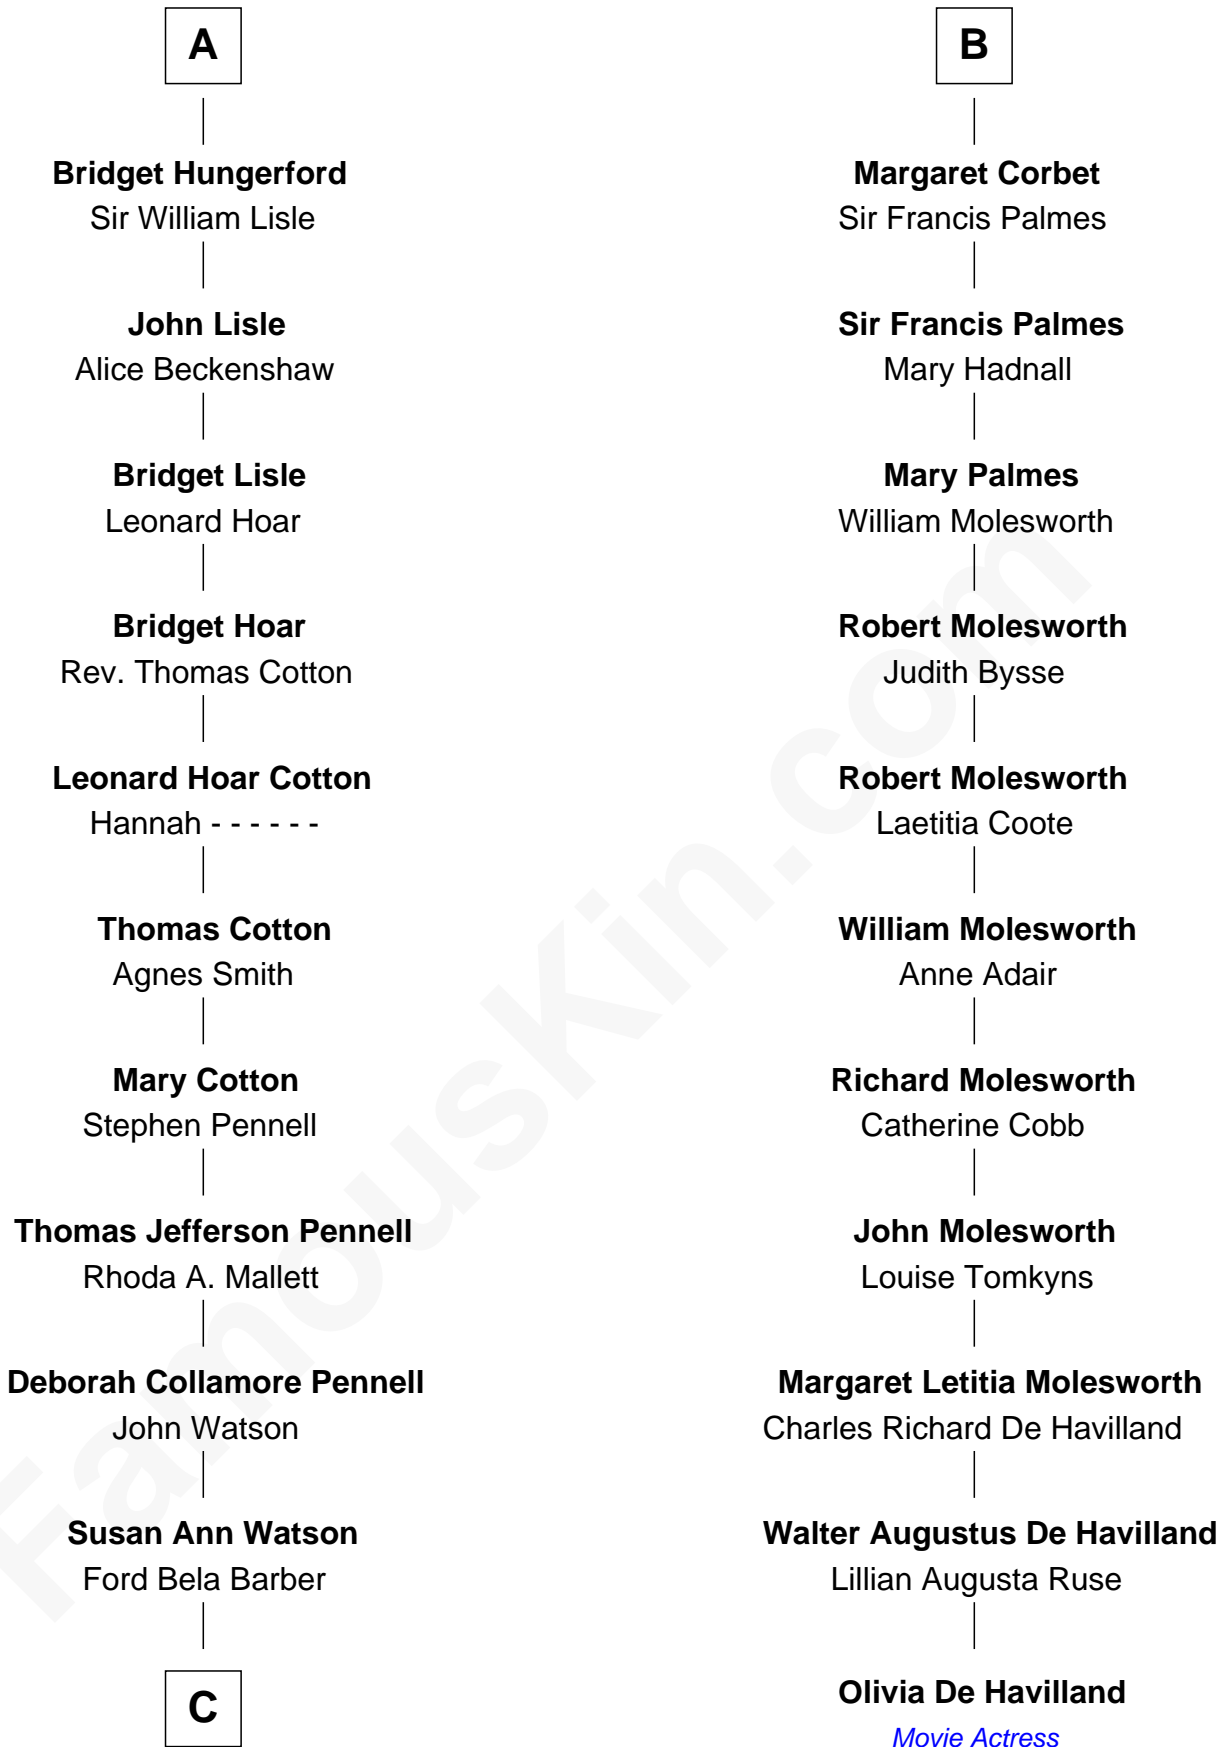 A
Bridget Hungerford
Sir William Lisle
John Lisle
Alice Beckenshaw
Bridget Lisle
Leonard Hoar
Bridget Hoar
Rev. Thomas Cotton
Leonard Hoar Cotton
Hannah - - - - - -
Thomas Cotton
Agnes Smith
Mary Cotton
Stephen Pennell
Thomas Jefferson Pennell
Rhoda A. Mallett
Deborah Collamore Pennell
John Watson
Susan Ann Watson
Ford Bela Barber
C
B
Margaret Corbet
Sir Francis Palmes
Sir Francis Palmes
Mary Hadnall
Mary Palmes
William Molesworth
Robert Molesworth
Judith Bysse
Robert Molesworth
Laetitia Coote
William Molesworth
Anne Adair
Richard Molesworth
Catherine Cobb
John Molesworth
Louise Tomkyns
Margaret Letitia Molesworth
Charles Richard De Havilland
Walter Augustus De Havilland
Lillian Augusta Ruse
Olivia De Havilland
Movie Actress
FamousKin.com